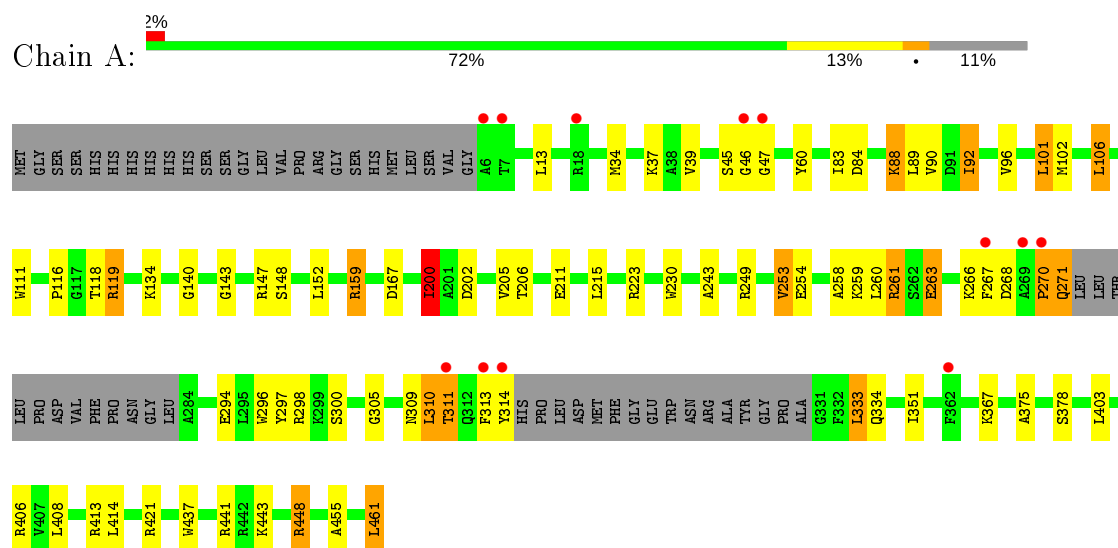 2%
Chain A:
72% 13% • 11%
MET GLY SER SER HIS HIS HIS HIS HIS HIS SER SER GLY LEU VAL PRO ARG GLY SER HIS MET LEU SER VAL GLY A6 T7 L13 R18 M34 K37 A38 V39 S45 G46 G47 Y60 I83 D84 K88 L89 V90 D91 I92 V96 L101 M102 L106
W111 P116 G117 T118 R119 K134 G140 G143 R147 S148 L152 R159 D167 I200 A201 D202 V205 T206 E211 L215 R223 W230 A243 R249 V253 E254 A258 K259 L260 R261 S262 E263 K266 F267 D268 A269 P270 Q271 LEU LEU THR
LEU PRO ASP VAL PHE PRO ASN GLY LEU A284 E294 L295 W296 Y297 R298 K299 S300 G305 N309 L310 T311 Q312 F313 Y314 HIS PRO LEU ASP MET PHE GLY GLU TRP ASN ARG ALA TYR GLY PRO ALA G331 F332 L333 Q334 I351 F362 K367 A375 S378 L403
R406 V407 L408 R413 L414 R421 W437 R441 R442 K443 R448 A455 L461